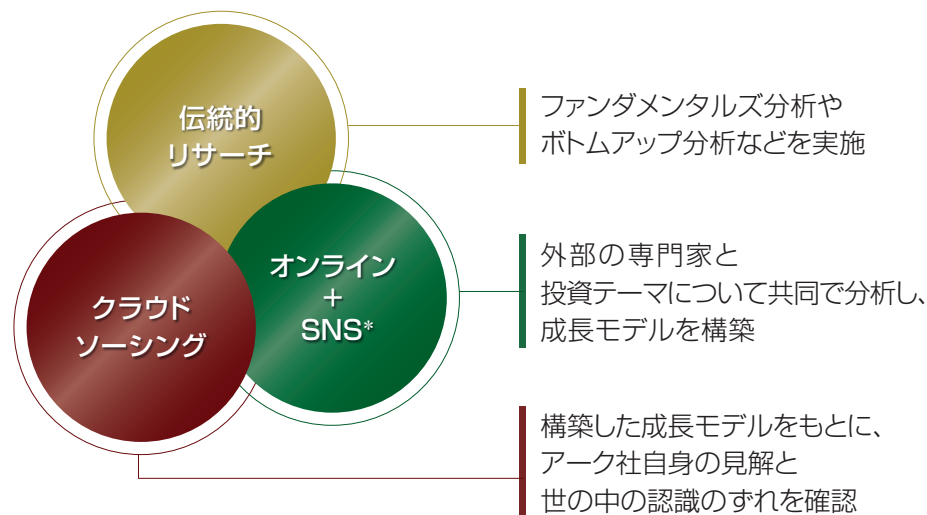 伝統的
リサーチ
ファンダメンタルズ分析や
ボトムアップ分析などを実施
オンライン
+
SNS*
外部の専門家と
投資テーマについて共同で分析し、
成長モデルを構築
クラウド
ソーシング
構築した成長モデルをもとに、
アーク社自身の見解と
世の中の認識のずれを確認